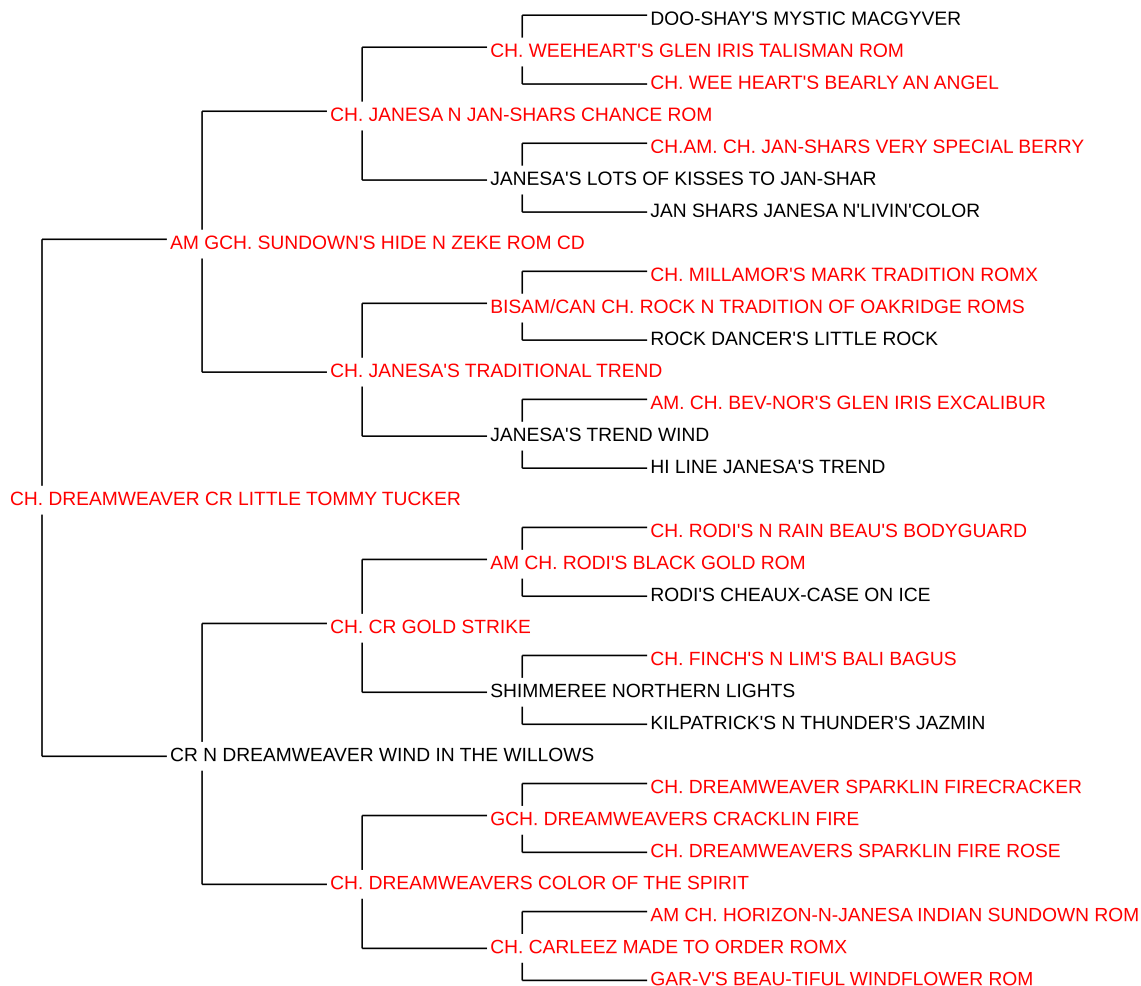 DOO-SHAY'S MYSTIC MACGYVER
CH. WEEHEART'S GLEN IRIS TALISMAN ROM
CH. WEE HEART'S BEARLY AN ANGEL
CH. JANESA N JAN-SHARS CHANCE ROM
CH.AM. CH. JAN-SHARS VERY SPECIAL BERRY
JANESA'S LOTS OF KISSES TO JAN-SHAR
JAN SHARS JANESA N'LIVIN'COLOR
AM GCH. SUNDOWN'S HIDE N ZEKE ROM CD
CH. MILLAMOR'S MARK TRADITION ROMX
BISAM/CAN CH. ROCK N TRADITION OF OAKRIDGE ROMS
ROCK DANCER'S LITTLE ROCK
CH. JANESA'S TRADITIONAL TREND
AM. CH. BEV-NOR'S GLEN IRIS EXCALIBUR
JANESA'S TREND WIND
HI LINE JANESA'S TREND
CH. DREAMWEAVER CR LITTLE TOMMY TUCKER
CH. RODI'S N RAIN BEAU'S BODYGUARD
AM CH. RODI'S BLACK GOLD ROM
RODI'S CHEAUX-CASE ON ICE
CH. CR GOLD STRIKE
CH. FINCH'S N LIM'S BALI BAGUS
SHIMMEREE NORTHERN LIGHTS
KILPATRICK'S N THUNDER'S JAZMIN
CR N DREAMWEAVER WIND IN THE WILLOWS
CH. DREAMWEAVER SPARKLIN FIRECRACKER
GCH. DREAMWEAVERS CRACKLIN FIRE
CH. DREAMWEAVERS SPARKLIN FIRE ROSE
CH. DREAMWEAVERS COLOR OF THE SPIRIT
AM CH. HORIZON-N-JANESA INDIAN SUNDOWN ROM
CH. CARLEEZ MADE TO ORDER ROMX
GAR-V'S BEAU-TIFUL WINDFLOWER ROM